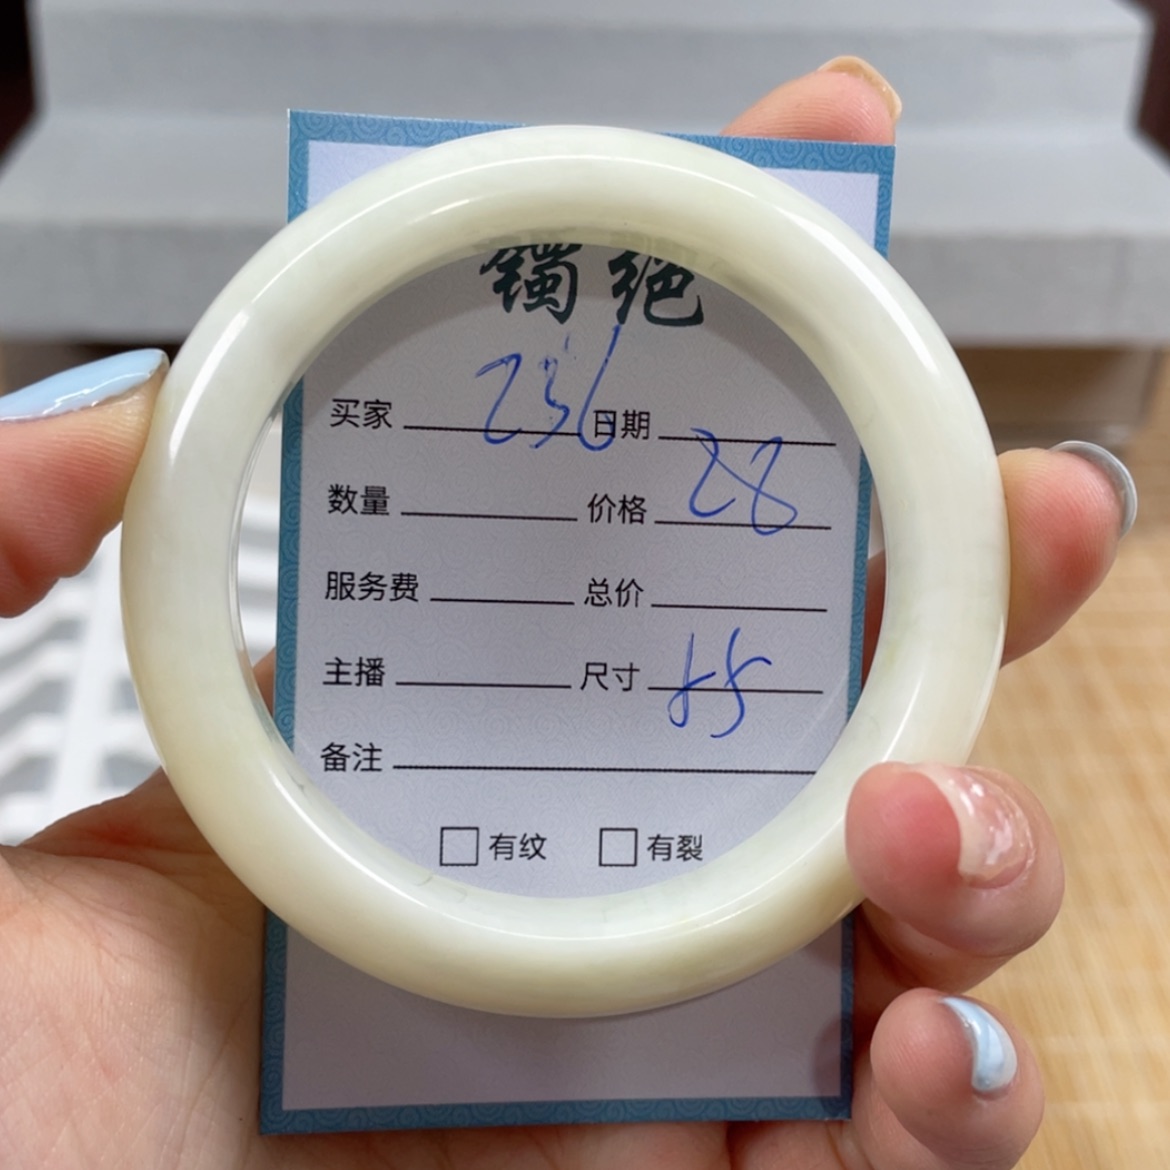 镯绝
买家 236 日期
数量 价格 28
服务费 总价
主播 尺寸 55
备注
有纹 有裂